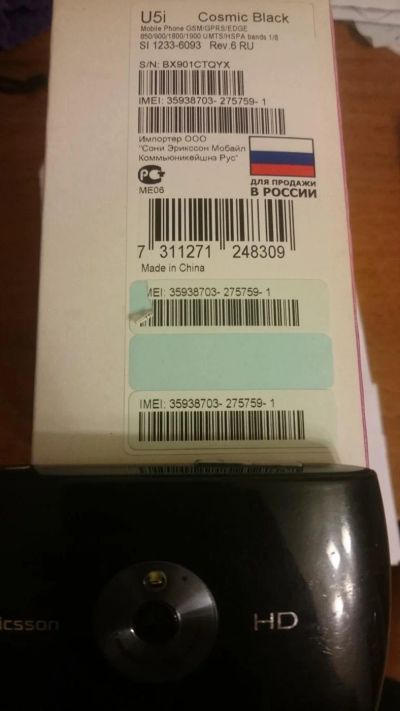 U5i Cosmic Black
Mobile Phone GSM/GPRS/EDGE
850/900/1800/1900 UMTS/HSPA bands 1/8
SI 1233-6093 Rev.6 RU
S/N: BX901CTQYX
IMEI: 35938703- 275759- 1
Импортер ООО
"Сони Эрикссон Мобайл
Коммьюникейшнз Рус"
РС
ME06
ДЛЯ ПРОДАЖИ
В РОССИИ
7 311271 248309
Made in China
IMEI: 35938703- 275759- 1
IMEI: 35938703- 275759- 1
icsson HD